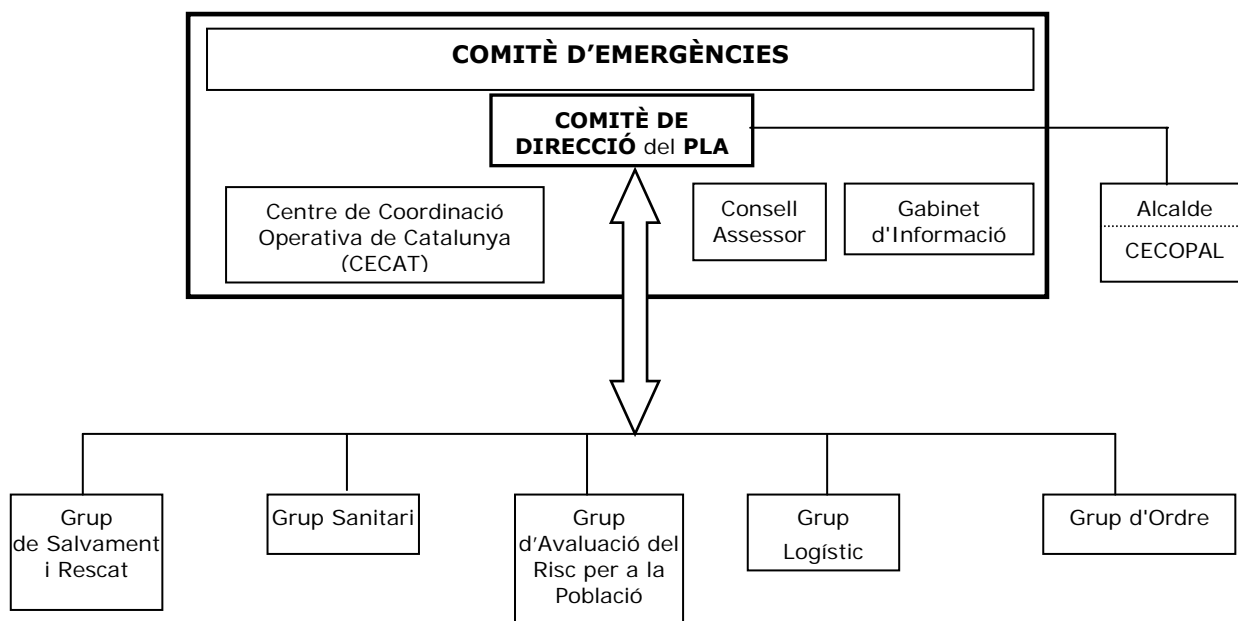 COMITÈ D'EMERGÈNCIES
COMITÈ DE
DIRECCIÓ del PLA
Centre de Coordinació
Operativa de Catalunya
(CECAT)
Consell
Assessor
Gabinet
d'Informació
Alcalde
CECOPAL
Grup
de Salvament
i Rescat
Grup Sanitari
Grup
d’Avaluació del
Risc per a la
Població
Grup
Logístic
Grup d'Ordre